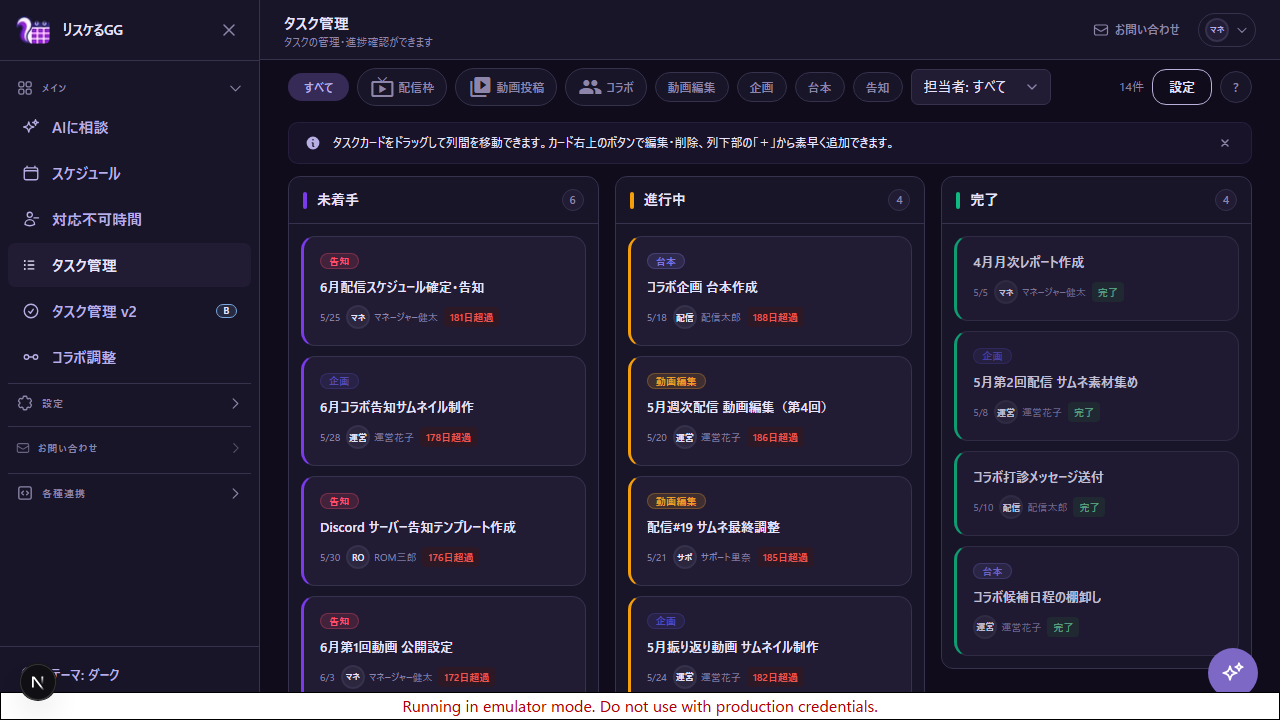 リスケるGG
メイン
AIに相談
スケジュール
対応不可時間
タスク管理
タスク管理 v2
β
コラボ調整
設定
お問い合わせ
各種連携
テーマ: ダーク
N
タスク管理
タスクの管理・進捗確認ができます
お問い合わせ
マネ
すべて
配信枠
動画投稿
コラボ
動画編集
企画
台本
告知
担当者: すべて
14件
設定
?
タスクカードをドラッグして列間を移動できます。カード右上のボタンで編集・削除、列下部の「＋」から素早く追加できます。
未着手
6
告知
6月配信スケジュール確定・告知
5/25 マネ マネージャー健太 181日超過
企画
6月コラボ告知サムネイル制作
5/28 運営 運営花子 178日超過
告知
Discord サーバー告知テンプレート作成
5/30 RO ROM三郎 176日超過
告知
6月第1回動画 公開設定
6/3 マネ マネージャー健太 172日超過
進行中
4
台本
コラボ企画 台本作成
5/18 配信 配信太郎 188日超過
動画編集
5月週次配信 動画編集（第4回）
5/20 運営 運営花子 186日超過
動画編集
配信#19 サムネ最終調整
5/21 サポ サポート里奈 185日超過
企画
5月振り返り動画 サムネイル制作
5/24 運営 運営花子 182日超過
完了
4
4月月次レポート作成
5/5 マネ マネージャー健太 完了
企画
5月第2回配信 サムネ素材集め
5/8 運営 運営花子 完了
コラボ打診メッセージ送付
5/10 配信 配信太郎 完了
台本
コラボ候補日程の棚卸し
運営 運営花子 完了
Running in emulator mode. Do not use with production credentials.